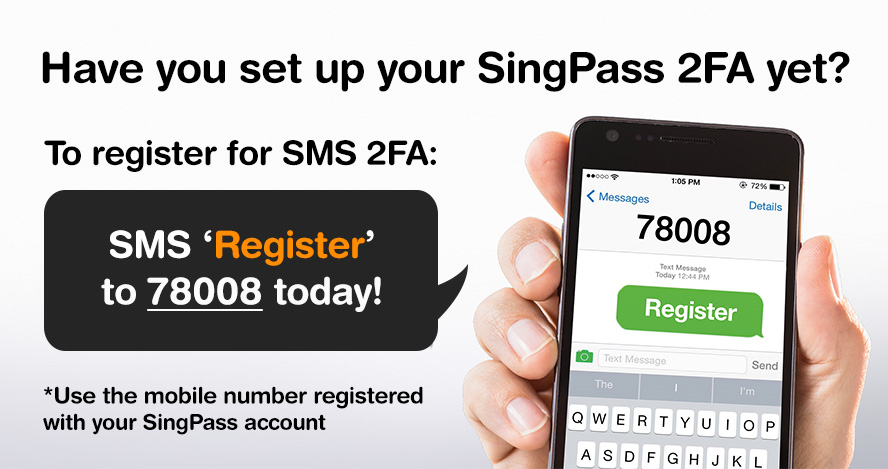 Have you set up your SingPass 2FA yet?
To register for SMS 2FA:
SMS ‘Register’
to 78008 today!
*Use the mobile number registered
with your SingPass account
1:05 PM
72%
Messages
Details
78008
Text Message
Today 12:44 PM
Register
Text Message
Send
The I I'm
Q W E R T Y U I O P
A S D F G H J K L